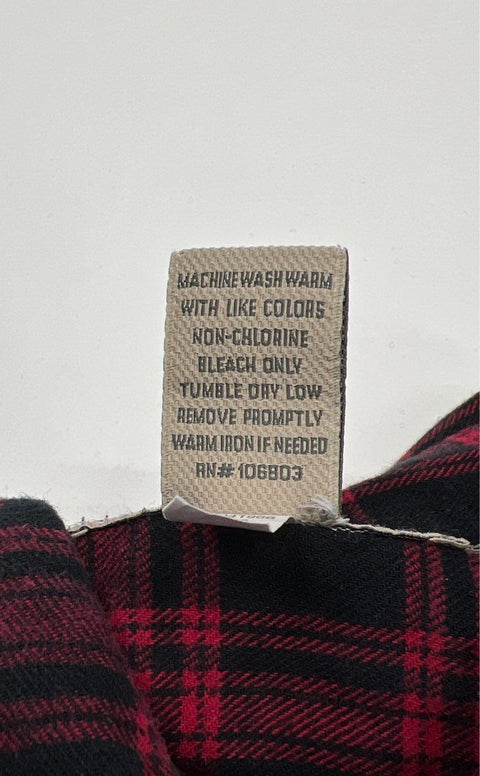 MACHINE WASH WARM
WITH LIKE COLORS
NON-CHLORINE
BLEACH ONLY
TUMBLE DRY LOW
REMOVE PROMPTLY
WARM IRON IF NEEDED
RN# 106803